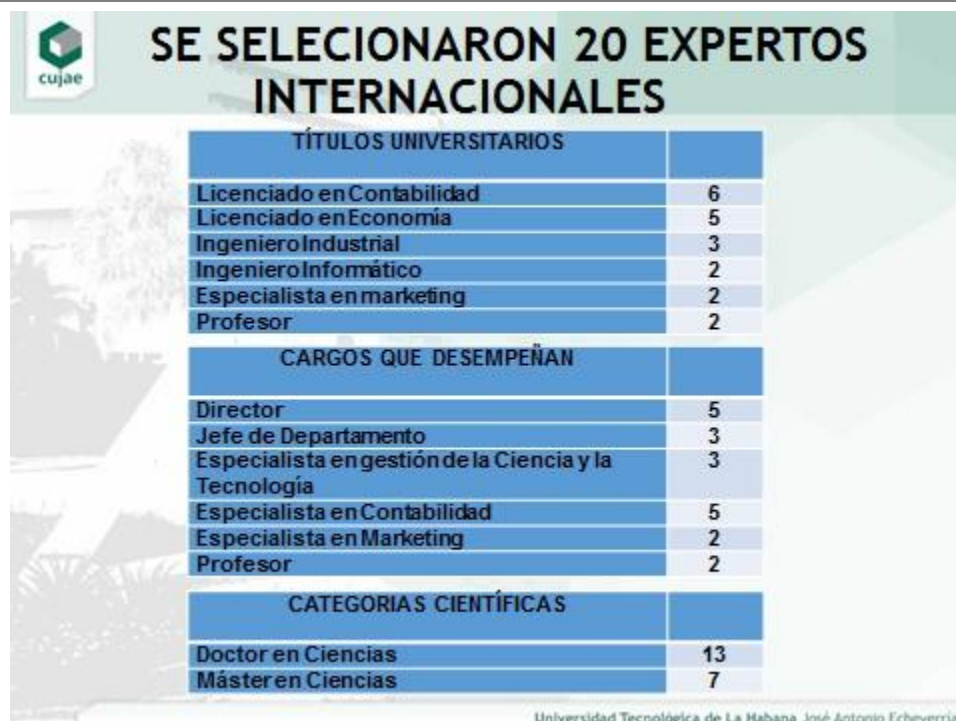 cujae
SE SELECIONARON 20 EXPERTOS
INTERNACIONALES
TÍTULOS UNIVERSITARIOS
Licenciado en Contabilidad 6
Licenciado en Economía 5
Ingeniero Industrial 3
Ingeniero Informático 2
Especialista en marketing 2
Profesor 2
CARGOS QUE DESEMPEÑAN
Director 5
Jefe de Departamento 3
Especialista en gestión de la Ciencia y la 3
Tecnología
Especialista en Contabilidad 5
Especialista en Marketing 2
Profesor 2
CATEGORIAS CIENTÍFICAS
Doctor en Ciencias 13
Máster en Ciencias 7
Universidad Tecnológica de La Habana José Antonio Echeverría